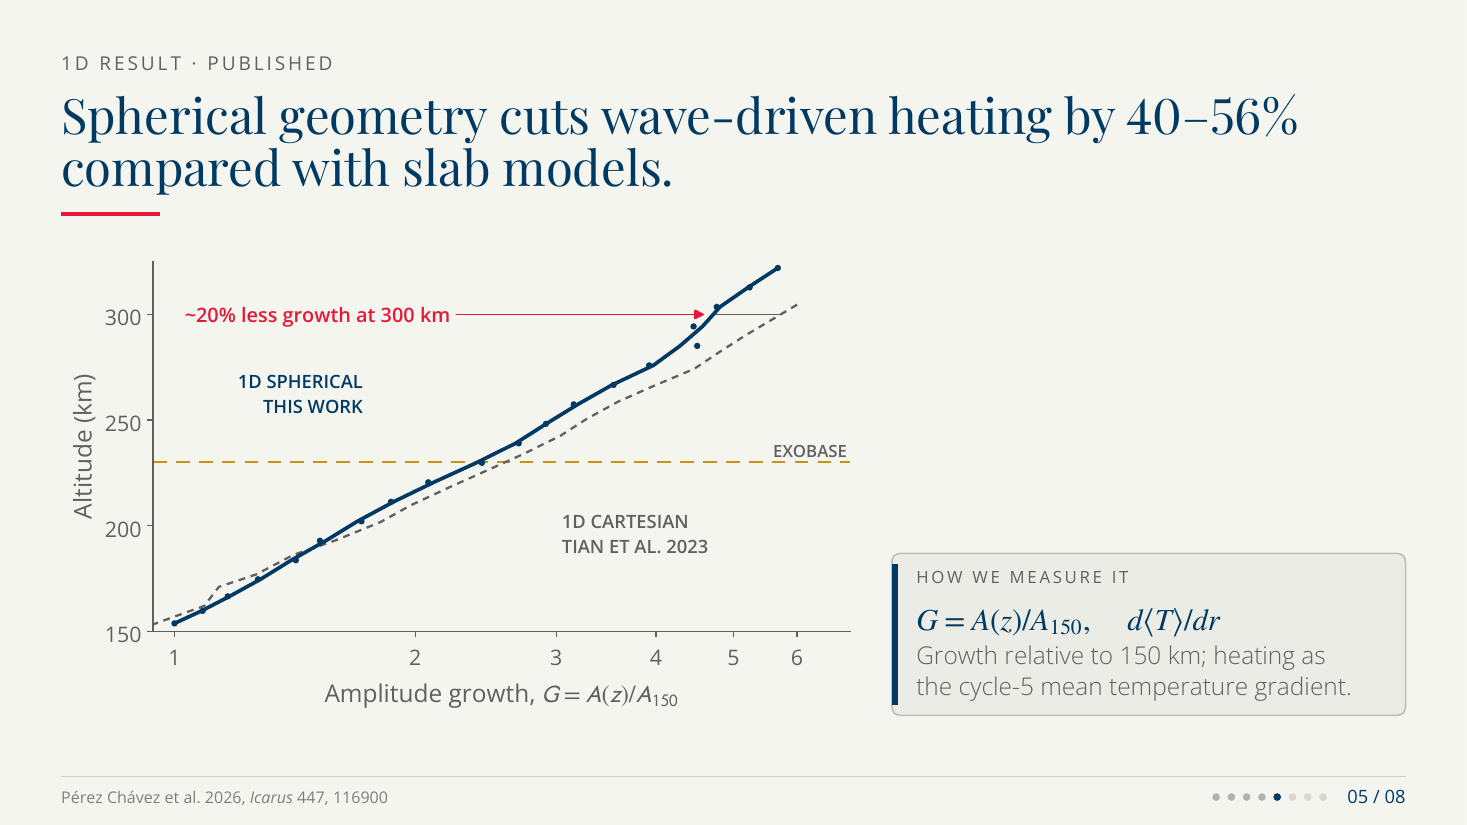 1D RESULT · PUBLISHED
Spherical geometry cuts wave-driven heating by 40–56%
compared with slab models.
~20% less growth at 300 km
1D SPHERICAL
THIS WORK
EXOBASE
1D CARTESIAN
TIAN ET AL. 2023
Altitude (km)
300
250
200
150
1 2 3 4 5 6
Amplitude growth, G = A(z)/A150
HOW WE MEASURE IT
G = A(z)/A150, d⟨T⟩/dr
Growth relative to 150 km; heating as
the cycle-5 mean temperature gradient.
Pérez Chávez et al. 2026, Icarus 447, 116900
05 / 08